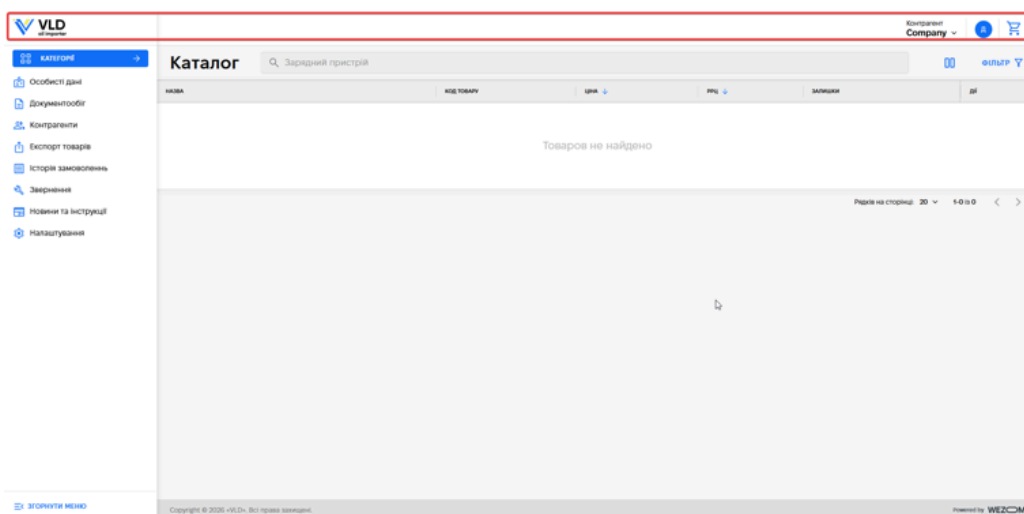 VLD
oil importer
Контрагент
Company
Я
КАТЕГОРІЇ
Каталог
Зарядний пристрій
ФІЛЬТР
Особисті дані
Документообіг
Контрагенти
Експорт товарів
Історія замовленнь
Звернення
Новини та інструкції
Налаштування
НАЗВА
КОД ТОВАРУ
ЦІНА
РРЦ
ЗАЛИШКИ
ДІЇ
Товаров не найдено
Рядків на сторінці: 20
1-0 із 0
ЗГОРНУТИ МЕНЮ
Copyright © 2026 «VLD». Всі права захищені
Powered by WEZOM